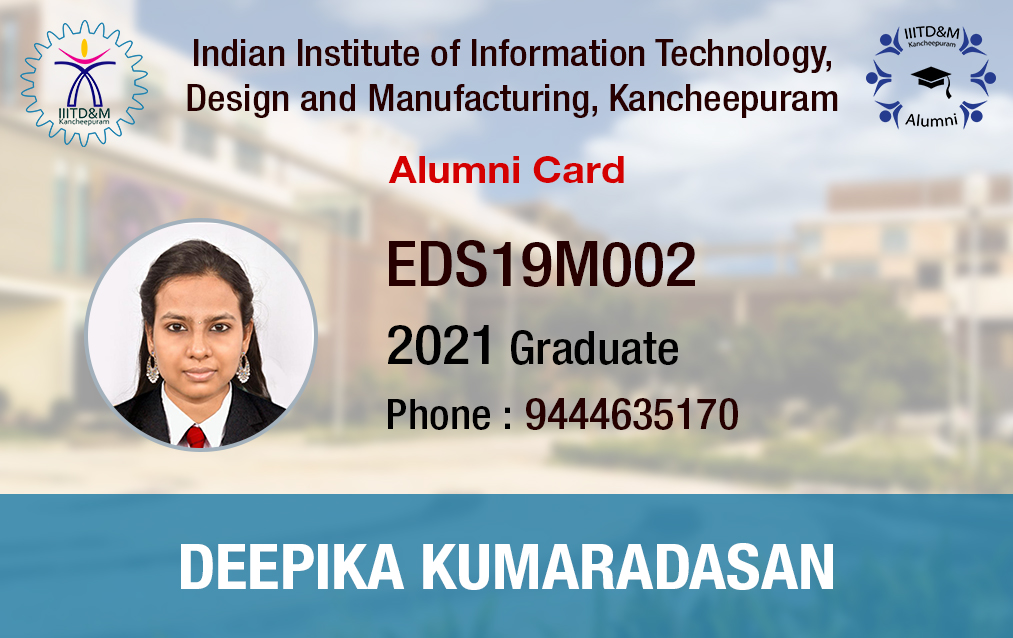 Indian Institute of Information Technology,
Design and Manufacturing, Kancheepuram
IIITD&M
Kancheepuram
IIITD&M
Kancheepuram
Alumni
Alumni Card
EDS19M002
2021 Graduate
Phone : 9444635170
DEEPIKA KUMARADASAN